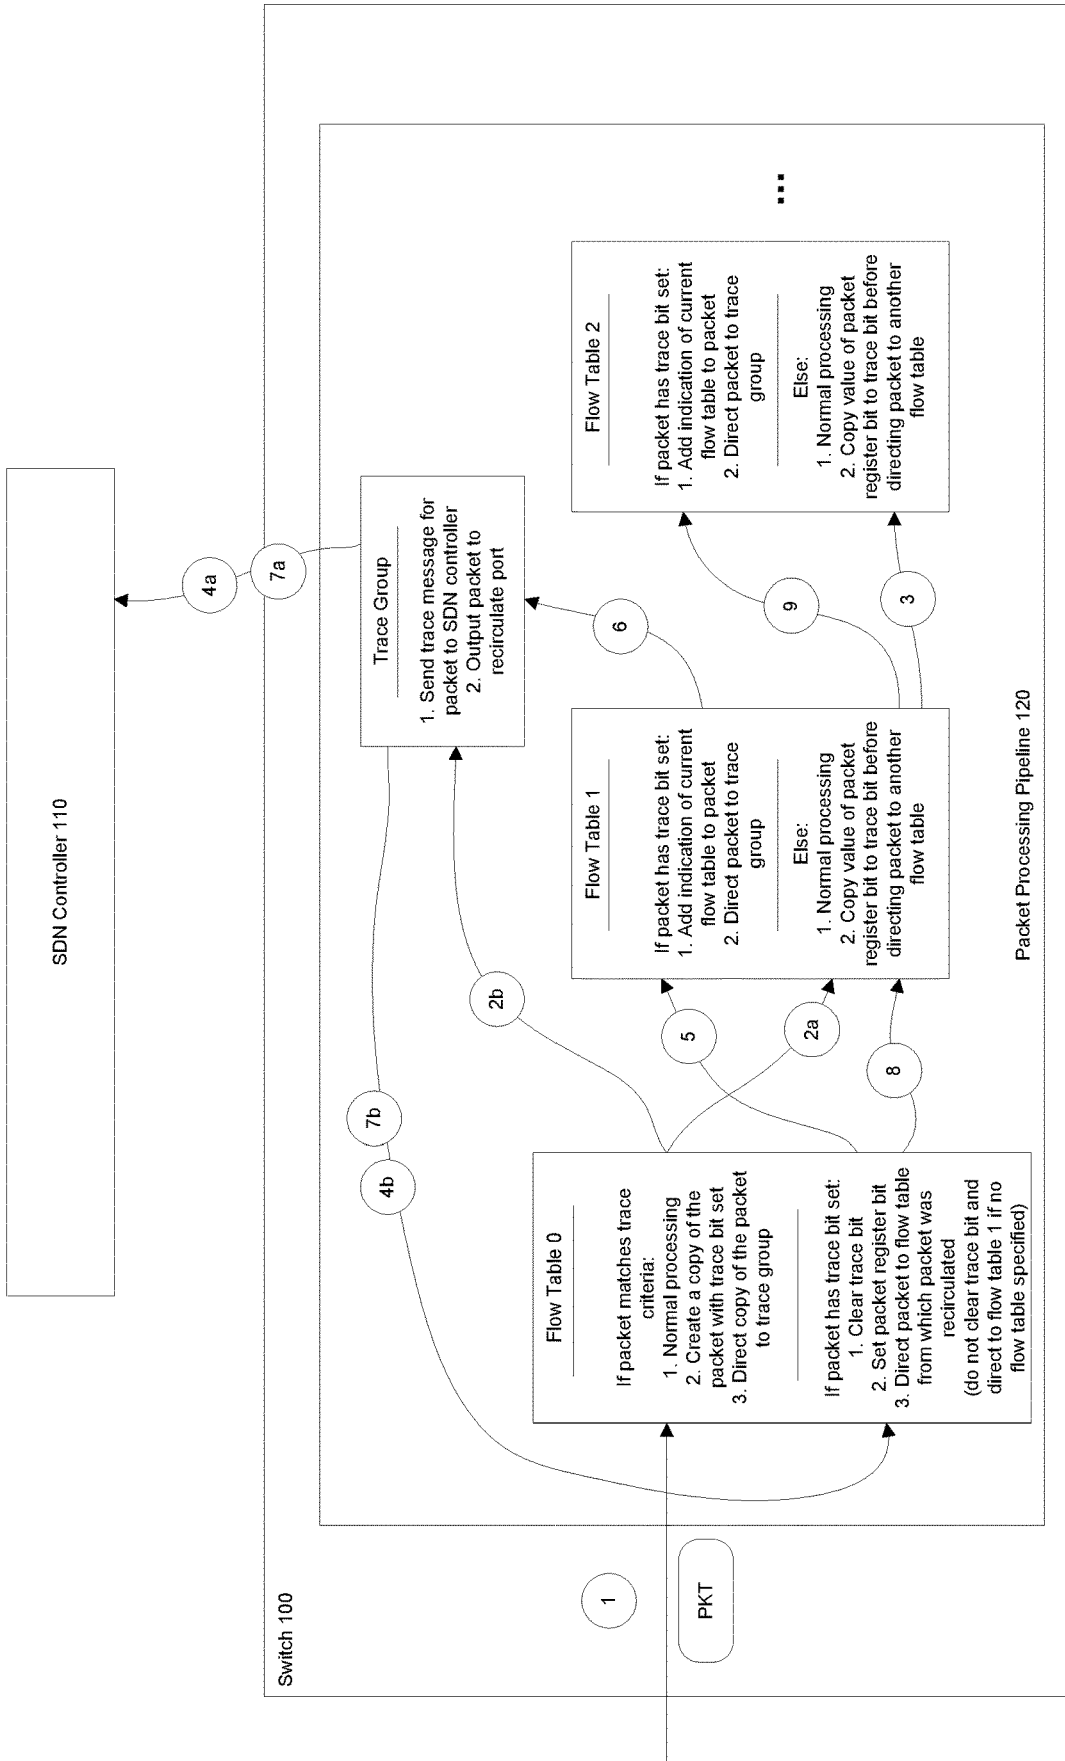 SDN Controller 110
4a
7a
Switch 100
7b
4b
Trace Group
1. Send trace message for
packet to SDN controller
2. Output packet to
recirculate port
2b
6
1
PKT
Flow Table 0
If packet matches trace
criteria:
1. Normal processing
2. Create a copy of the
packet with trace bit set
3. Direct copy of the packet
to trace group
If packet has trace bit set:
1. Clear trace bit
2. Set packet register bit
3. Direct packet to flow table
from which packet was
recirculated
(do not clear trace bit and
direct to flow table 1 if no
flow table specified)
5
2a
8
Flow Table 1
If packet has trace bit set:
1. Add indication of current
flow table to packet
2. Direct packet to trace
group
Else:
1. Normal processing
2. Copy value of packet
register bit to trace bit before
directing packet to another
flow table
9
3
Flow Table 2
If packet has trace bit set:
1. Add indication of current
flow table to packet
2. Direct packet to trace
group
Else:
1. Normal processing
2. Copy value of packet
register bit to trace bit before
directing packet to another
flow table
...
Packet Processing Pipeline 120